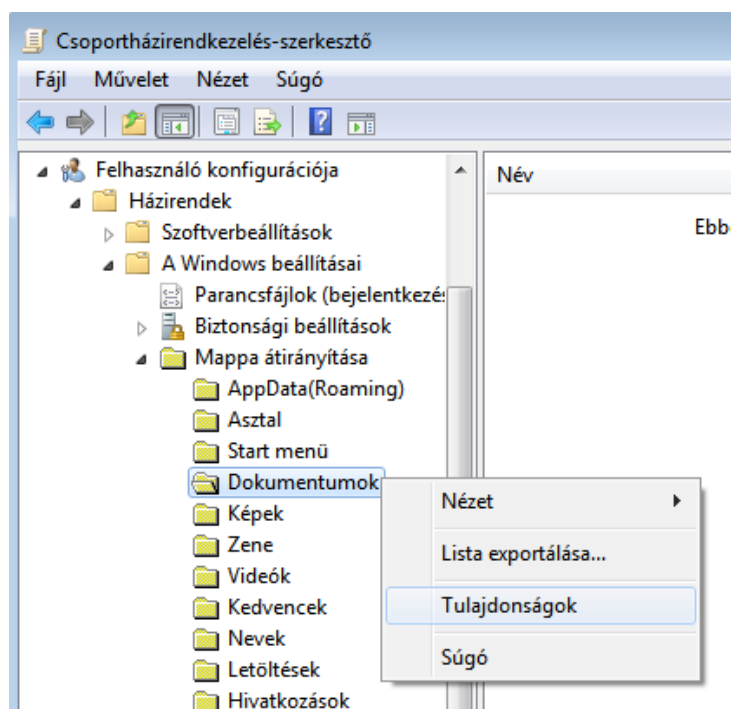 Csoportházirendkezelés-szerkesztő
Fájl Művelet Nézet Súgó
Felhasználó konfigurációja
Házirendek
Szoftverbeállítások
A Windows beállításai
Parancsfájlok (bejelentkezé
Biztonsági beállítások
Mappa átirányítása
AppData(Roaming)
Asztal
Start menü
Dokumentumok
Képek
Zene
Videók
Kedvencek
Nevek
Letöltések
Hivatkozások
Név
Ebb
Nézet
Lista exportálása...
Tulajdonságok
Súgó